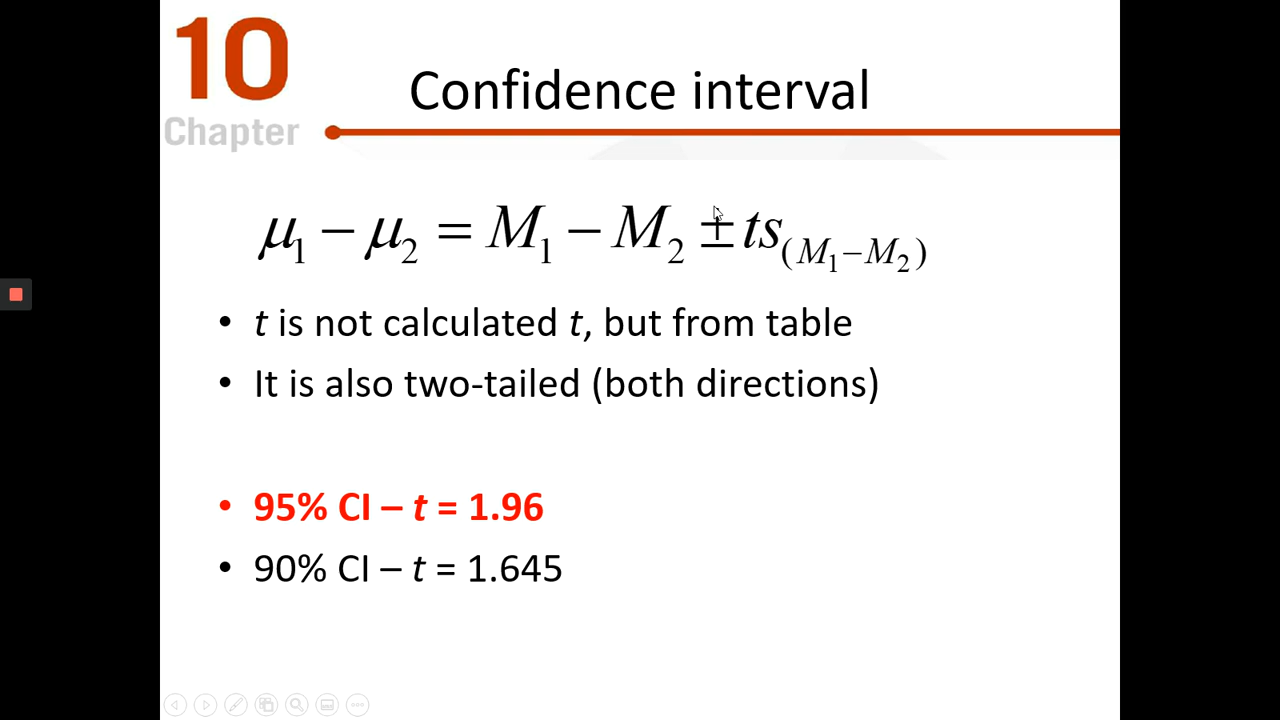 10
Chapter
Confidence interval
μ₁ − μ₂ = M₁ − M₂ ± ts₍M₁−M₂₎
• t is not calculated t, but from table
• It is also two-tailed (both directions)
• 95% CI – t = 1.96
• 90% CI – t = 1.645